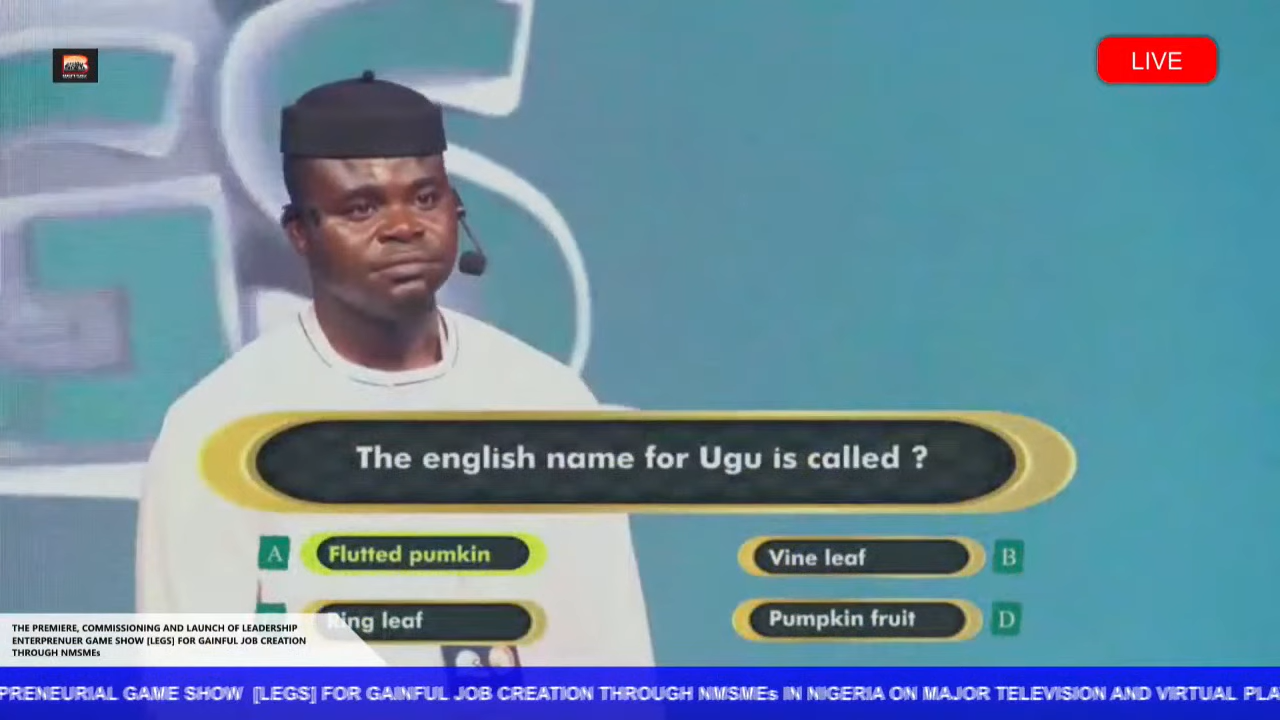 LIVE
GS
The english name for Ugu is called ?
A Flutted pumkin
Vine leaf B
Ring leaf
Pumpkin fruit D
THE PREMIERE, COMMISSIONING AND LAUNCH OF LEADERSHIP
ENTERPRENUER GAME SHOW [LEGS] FOR GAINFUL JOB CREATION
THROUGH NMSMEs
PRENEURIAL GAME SHOW [LEGS] FOR GAINFUL JOB CREATION THROUGH NMSMEs IN NIGERIA ON MAJOR TELEVISION AND VIRTUAL PLA